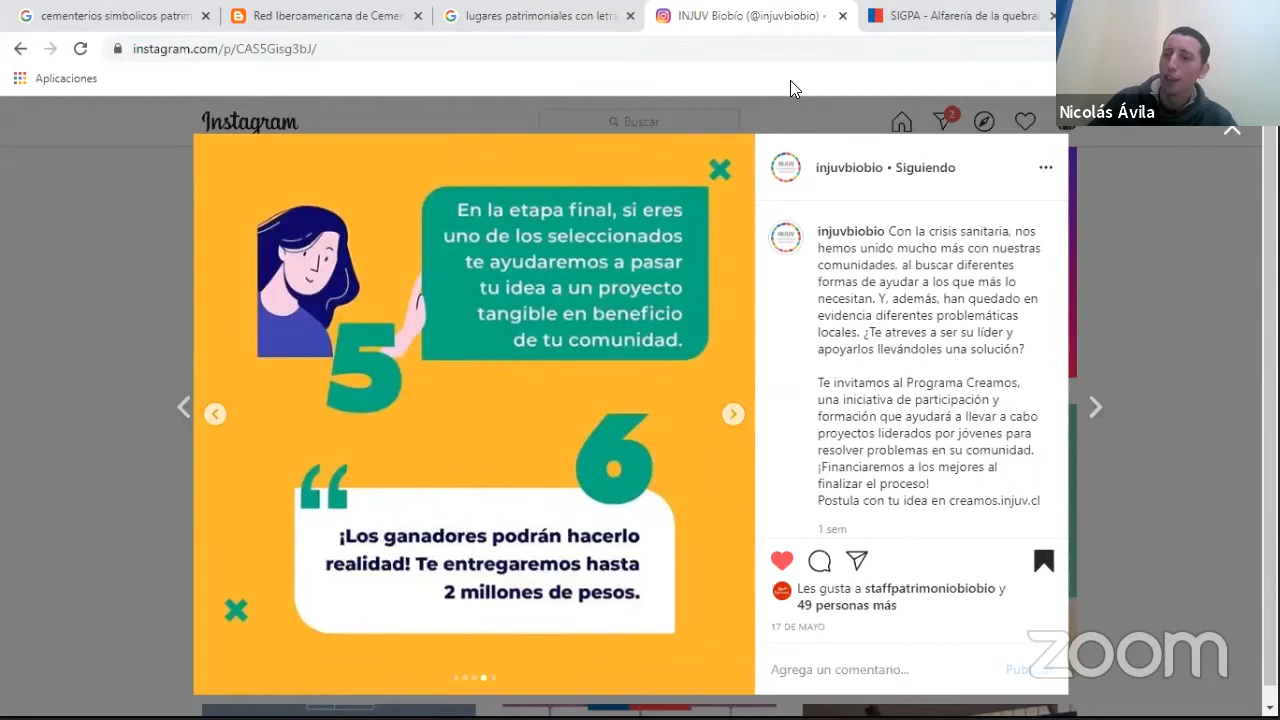 cementerios simbolicos patrim
Red Iberoamericana de Cemer
lugares patrimoniales con letra
INJUV Biobío (@injuvbiobio) •
SIGPA - Alfarería de la quebra
instagram.com/p/CAS5Gisg3bJ/
Aplicaciones
Nicolás Ávila
Instagram
Buscar
2
En la etapa final, si eres
uno de los seleccionados
te ayudaremos a pasar
tu idea a un proyecto
tangible en beneficio
de tu comunidad.
5
6
“
¡Los ganadores podrán hacerlo
realidad! Te entregaremos hasta
2 millones de pesos.
INJUV
injuvbiobio • Siguiendo
INJUV
injuvbiobio Con la crisis sanitaria, nos
hemos unido mucho más con nuestras
comunidades, al buscar diferentes
formas de ayudar a los que más lo
necesitan. Y, además, han quedado en
evidencia diferentes problemáticas
locales. ¿Te atreves a ser su líder y
apoyarlos llevándoles una solución?
Te invitamos al Programa Creamos,
una iniciativa de participación y
formación que ayudará a llevar a cabo
proyectos liderados por jóvenes para
resolver problemas en su comunidad.
¡Financiaremos a los mejores al
finalizar el proceso!
Postula con tu idea en creamos.injuv.cl
1 sem
Les gusta a staffpatrimoniobiobio y
49 personas más
17 DE MAYO
Agrega un comentario...
zoom